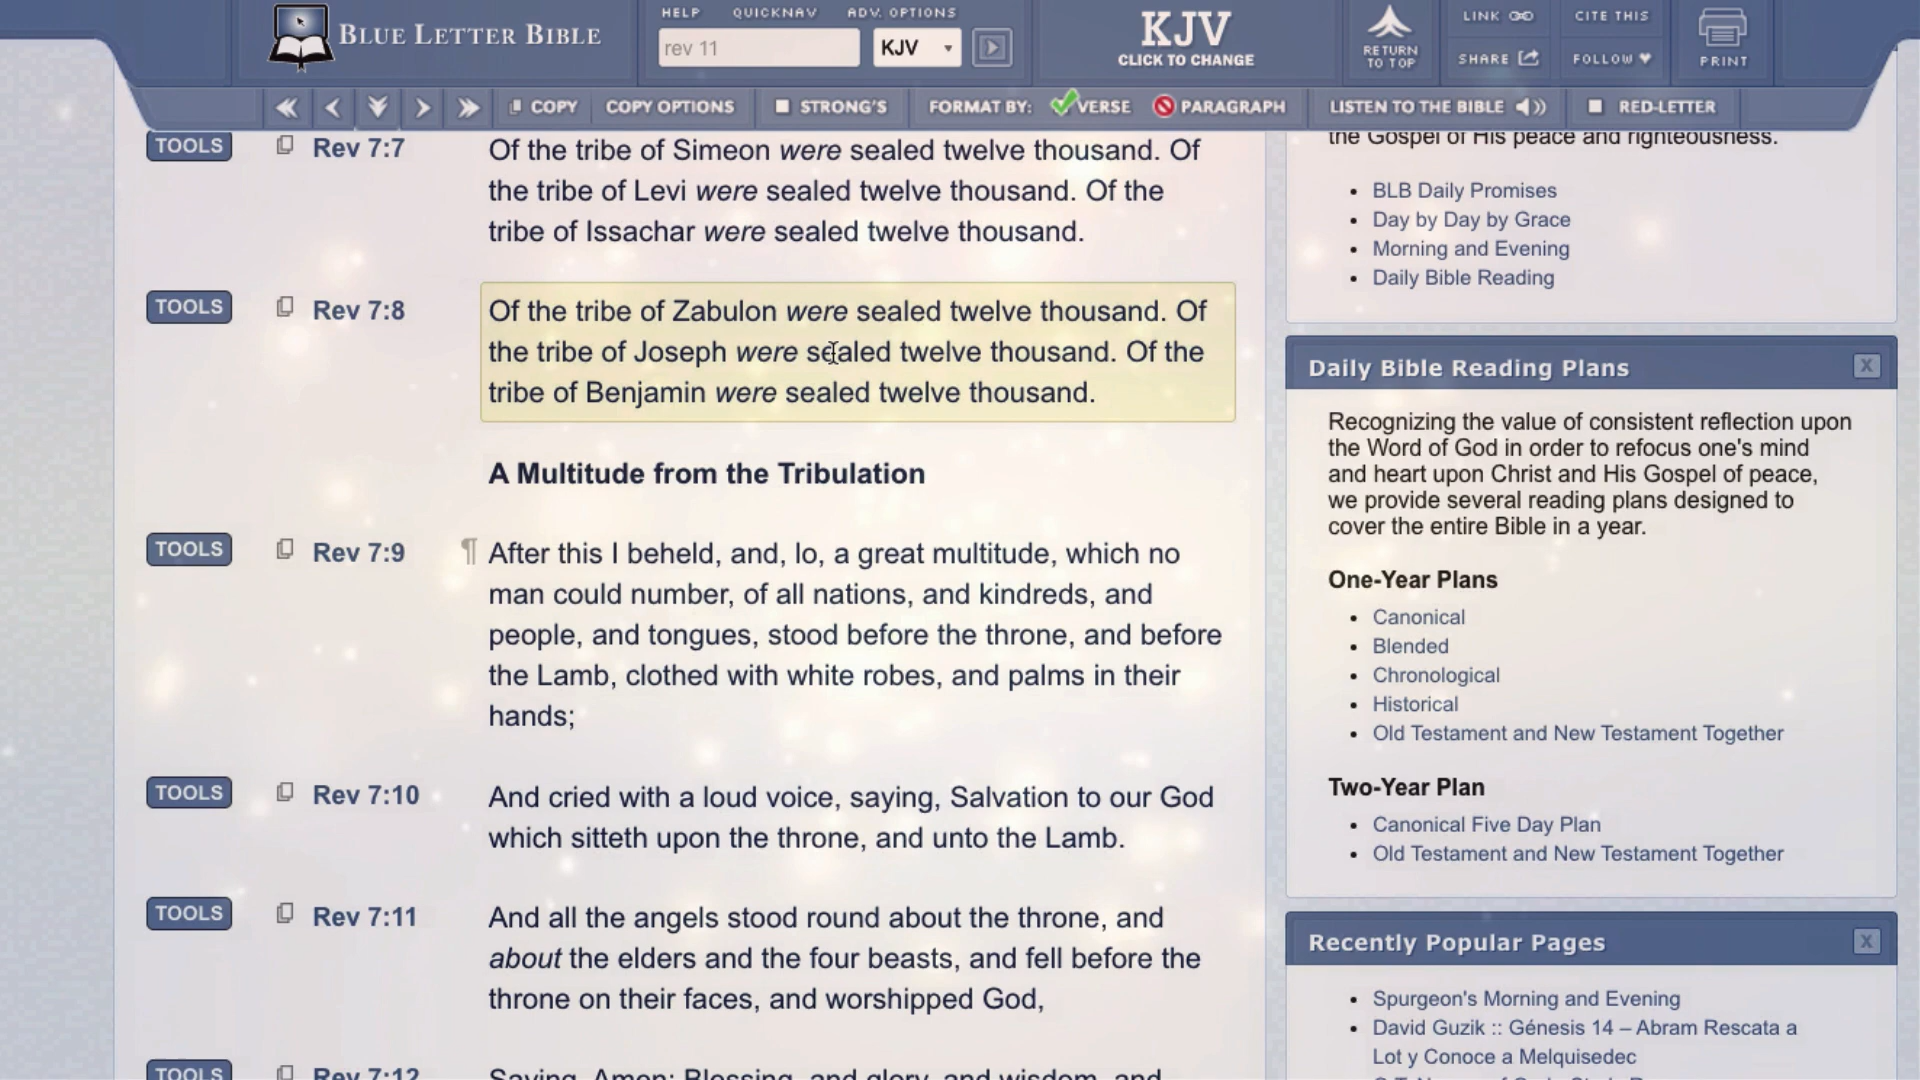 BLUE LETTER BIBLE
HELP QUICKNAV ADV. OPTIONS
rev 11 KJV
KJV
CLICK TO CHANGE
RETURN
TO TOP
LINK
SHARE
CITE THIS
FOLLOW
PRINT
COPY COPY OPTIONS STRONG'S FORMAT BY: VERSE PARAGRAPH LISTEN TO THE BIBLE RED-LETTER
TOOLS Rev 7:7
Of the tribe of Simeon were sealed twelve thousand. Of
the tribe of Levi were sealed twelve thousand. Of the
tribe of Issachar were sealed twelve thousand.
TOOLS Rev 7:8
Of the tribe of Zabulon were sealed twelve thousand. Of
the tribe of Joseph were sealed twelve thousand. Of the
tribe of Benjamin were sealed twelve thousand.
A Multitude from the Tribulation
TOOLS Rev 7:9
¶ After this I beheld, and, lo, a great multitude, which no
man could number, of all nations, and kindreds, and
people, and tongues, stood before the throne, and before
the Lamb, clothed with white robes, and palms in their
hands;
TOOLS Rev 7:10
And cried with a loud voice, saying, Salvation to our God
which sitteth upon the throne, and unto the Lamb.
TOOLS Rev 7:11
And all the angels stood round about the throne, and
about the elders and the four beasts, and fell before the
throne on their faces, and worshipped God,
TOOLS Rev 7:12
Saying, Amen: Blessing, and glory, and wisdom, and
the Gospel of His peace and righteousness.
• BLB Daily Promises
• Day by Day by Grace
• Morning and Evening
• Daily Bible Reading
Daily Bible Reading Plans X
Recognizing the value of consistent reflection upon
the Word of God in order to refocus one's mind
and heart upon Christ and His Gospel of peace,
we provide several reading plans designed to
cover the entire Bible in a year.
One-Year Plans
• Canonical
• Blended
• Chronological
• Historical
• Old Testament and New Testament Together
Two-Year Plan
• Canonical Five Day Plan
• Old Testament and New Testament Together
Recently Popular Pages X
• Spurgeon's Morning and Evening
• David Guzik :: Génesis 14 – Abram Rescata a
Lot y Conoce a Melquisedec